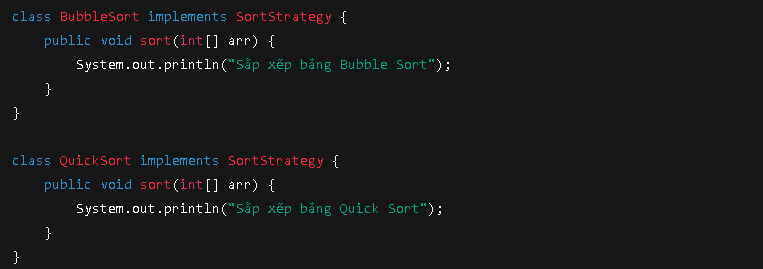 class BubbleSort implements SortStrategy {
    public void sort(int[] arr) {
        System.out.println("Sắp xếp bằng Bubble Sort");
    }
}

class QuickSort implements SortStrategy {
    public void sort(int[] arr) {
        System.out.println("Sắp xếp bằng Quick Sort");
    }
}